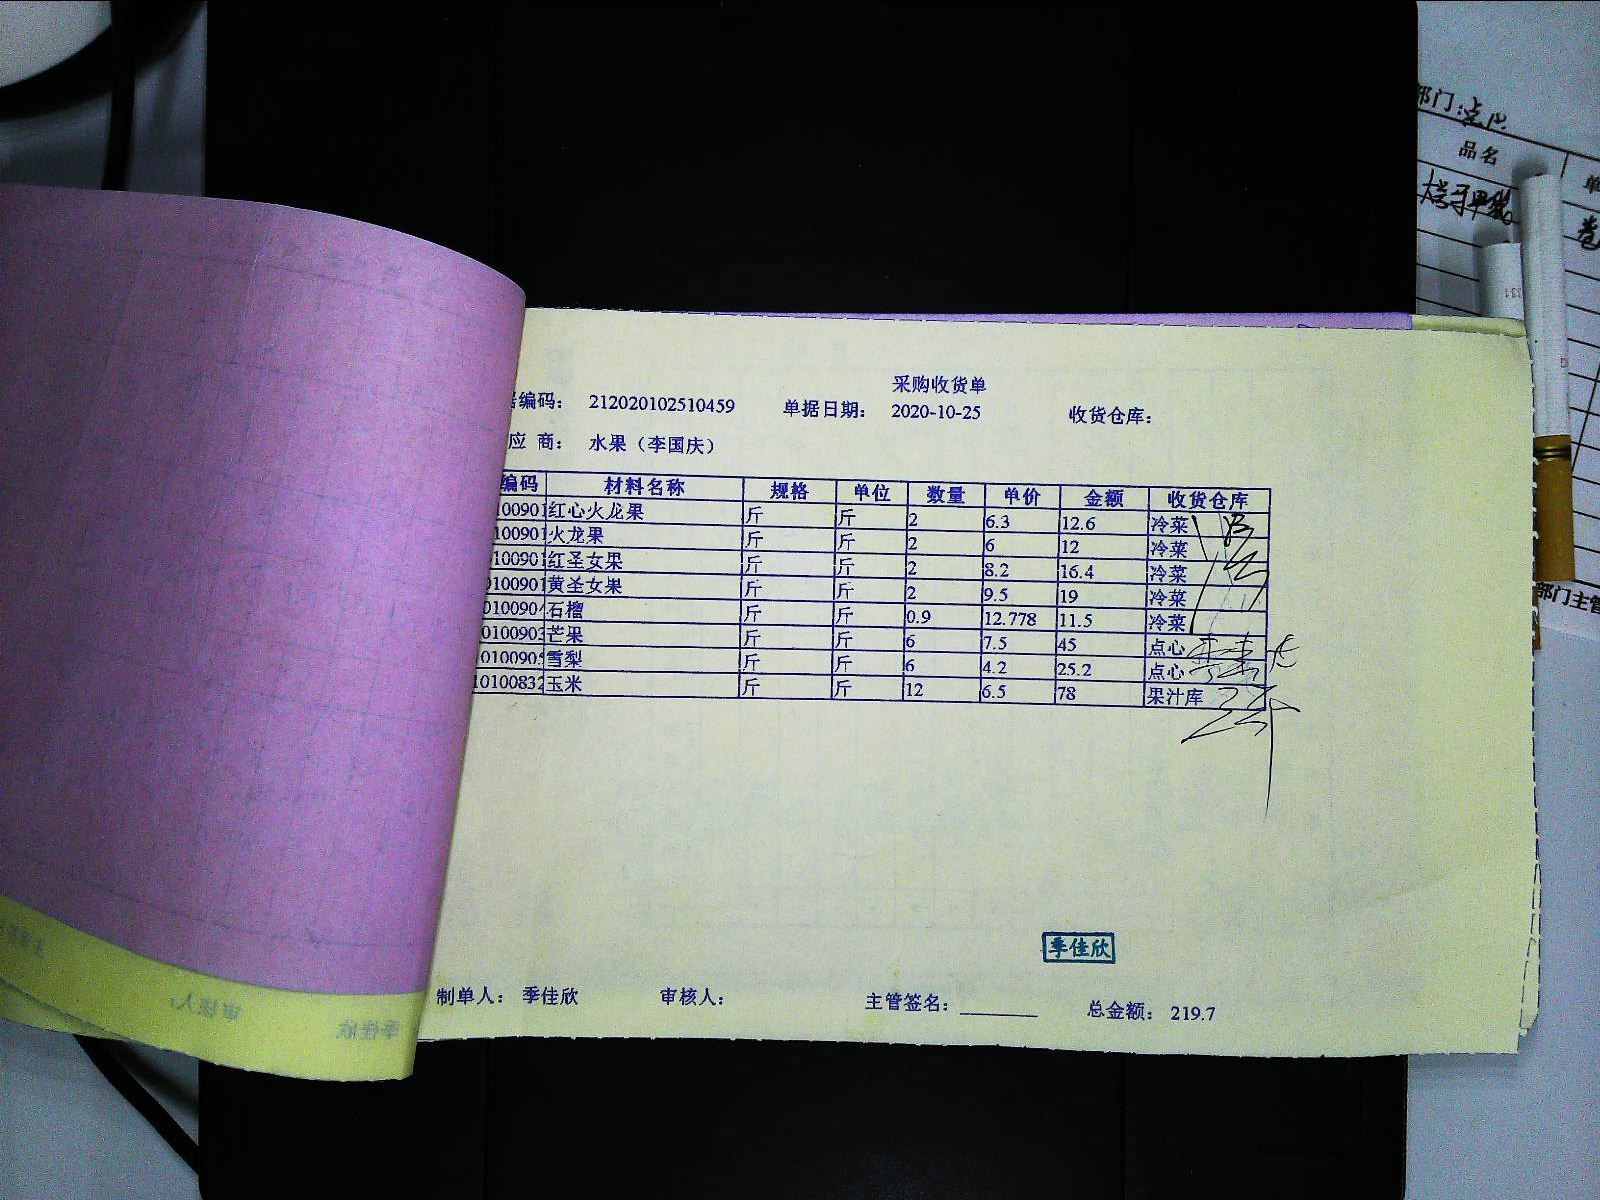 采购收货单
编码： 212020102510459 单据日期： 2020-10-25 收货仓库：
应 商： 水果（李国庆）
编码 材料名称 规格 单位 数量 单价 金额 收货仓库
100901 红心火龙果 斤 斤 2 6.3 12.6 冷菜
100901 火龙果 斤 斤 2 6 12 冷菜
100901 红圣女果 斤 斤 2 8.2 16.4 冷菜
0100901 黄圣女果 斤 斤 2 9.5 19 冷菜
0100904 石榴 斤 斤 0.9 12.778 11.5 冷菜
0100903 芒果 斤 斤 6 7.5 45 点心
0100905 雪梨 斤 斤 6 4.2 25.2 点心
10100832 玉米 斤 斤 12 6.5 78 果汁库
季佳欣
制单人： 季佳欣 审核人： 主管签名： 总金额： 219.7
部门：点心
品名
单
卷
部门主管